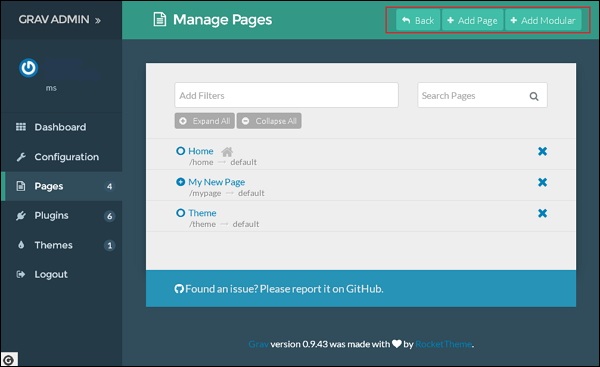 GRAV ADMIN »
Manage Pages
Back
Add Page
Add Modular
ms
Dashboard
Configuration
Pages 4
Plugins 6
Themes 1
Logout
Add Filters
Search Pages
Expand All
Collapse All
Home
/home → default
My New Page
/mypage → default
Theme
/theme → default
Found an issue? Please report it on GitHub.
Grav version 0.9.43 was made with ♥ by RocketTheme.